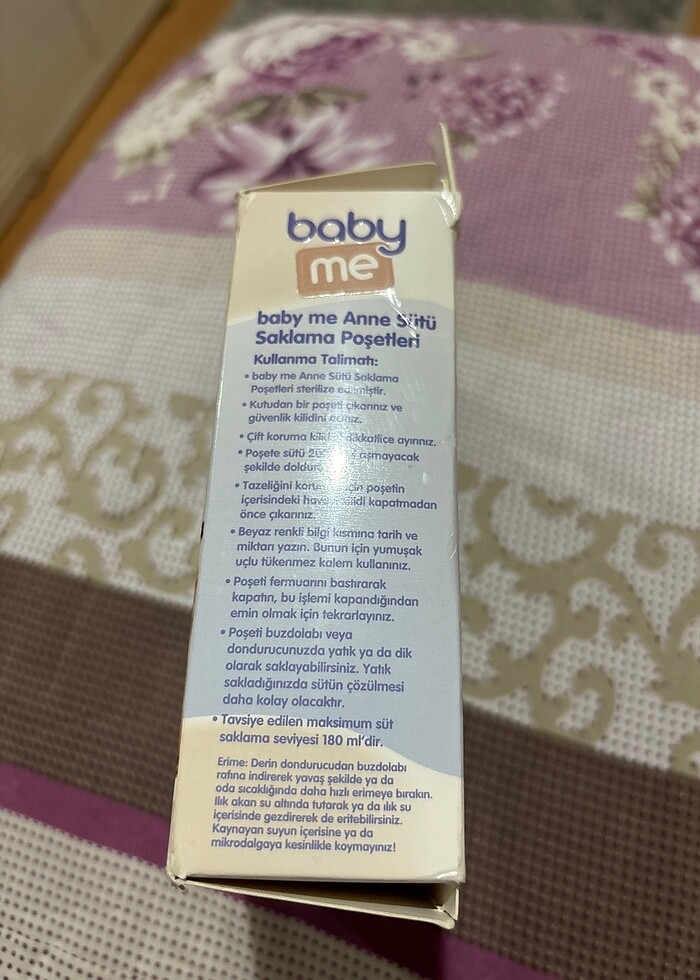 baby
me
baby me Anne Sütü
Saklama Poşetleri
Kullanma Talimatı:
• baby me Anne Sütü Saklama
Poşetleri sterilize edilmiştir.
• Kutudan bir poşeti çıkarınız ve
güvenlik kilidini
• Çift koruma dikkatlice ayırınız.
• Poşete sütü aşmayacak
şekilde
• Tazeliğini için poşetin
içerisindeki kapatmadan
önce çıkarınız.
• Beyaz renkli bilgi kısmına tarih ve
miktarı yazın. Bunun için yumuşak
uçlu tükenmez kalem kullanınız.
• Poşeti fermuarını bastırarak
kapatın, bu işlemi kapandığından
emin olmak için tekrarlayınız.
• Poşeti buzdolabı veya
dondurucunuzda yatık ya da dik
olarak saklayabilirsiniz. Yatık
sakladığınızda sütün çözülmesi
daha kolay olacaktır.
• Tavsiye edilen maksimum süt
saklama seviyesi 180 ml'dir.
Erime: Derin dondurucudan buzdolabı
rafına indirerek yavaş şekilde ya da
oda sıcaklığında daha hızlı erimeye bırakın.
Ilık akan su altında tutarak ya da ılık su
içerisinde gezdirerek de eritebilirsiniz.
Kaynayan suyun içerisine ya da
mikrodalgaya kesinlikle koymayınız!